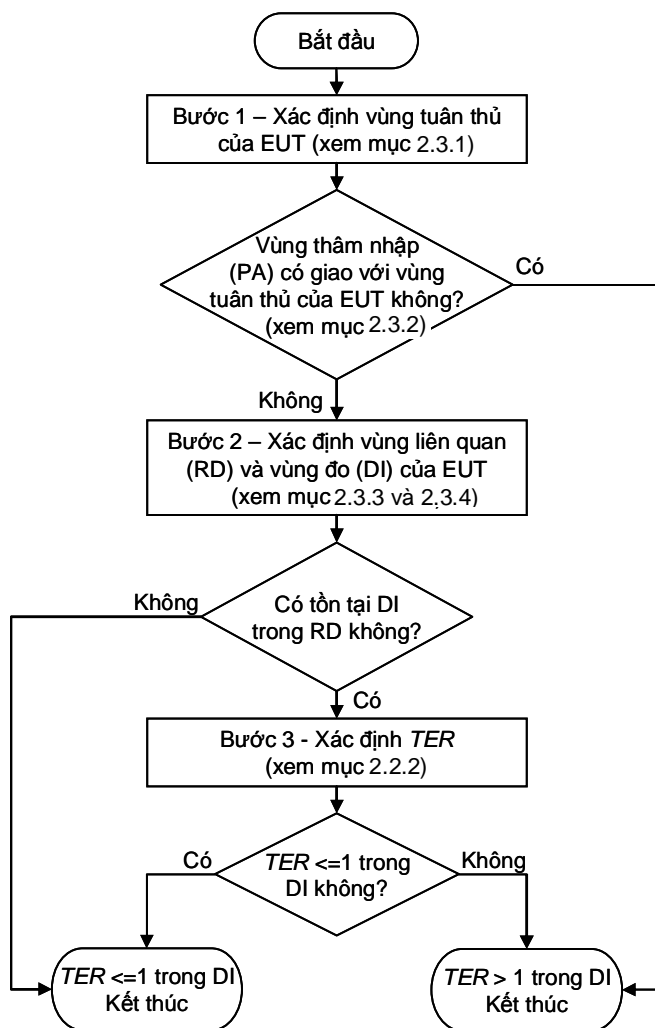 Bắt đầu
Bước 1 – Xác định vùng tuân thủ
của EUT (xem mục 2.3.1)
Vùng thâm nhập
(PA) có giao với vùng
tuân thủ của EUT không?
(xem mục 2.3.2)
Có
Không
Bước 2 – Xác định vùng liên quan
(RD) và vùng đo (DI) của EUT
(xem mục 2.3.3 và 2.3.4)
Không
Có tồn tại DI
trong RD không?
Có
Bước 3 - Xác định TER
(xem mục 2.2.2)
Có
TER <=1 trong
DI không?
Không
TER <=1 trong DI
Kết thúc
TER > 1 trong DI
Kết thúc